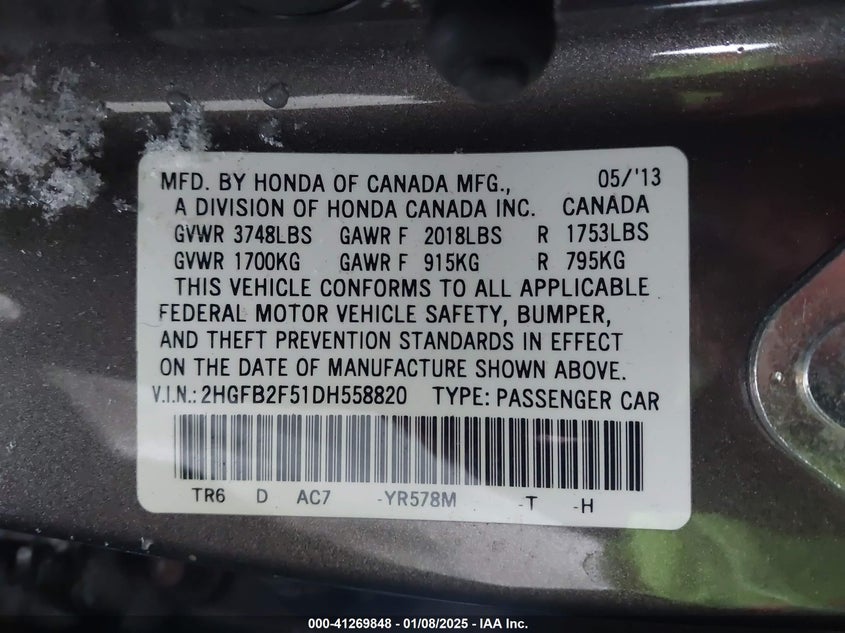 MFD. BY HONDA OF CANADA MFG., 05/'13
A DIVISION OF HONDA CANADA INC. CANADA
GVWR 3748LBS GAWR F 2018LBS R 1753LBS
GVWR 1700KG GAWR F 915KG R 795KG
THIS VEHICLE CONFORMS TO ALL APPLICABLE
FEDERAL MOTOR VEHICLE SAFETY, BUMPER,
AND THEFT PREVENTION STANDARDS IN EFFECT
ON THE DATE OF MANUFACTURE SHOWN ABOVE.
V.I.N.: 2HGFB2F51DH558820 TYPE: PASSENGER CAR
TR6 D AC7 -YR578M -T -H
000-41269848 - 01/08/2025 - IAA Inc.